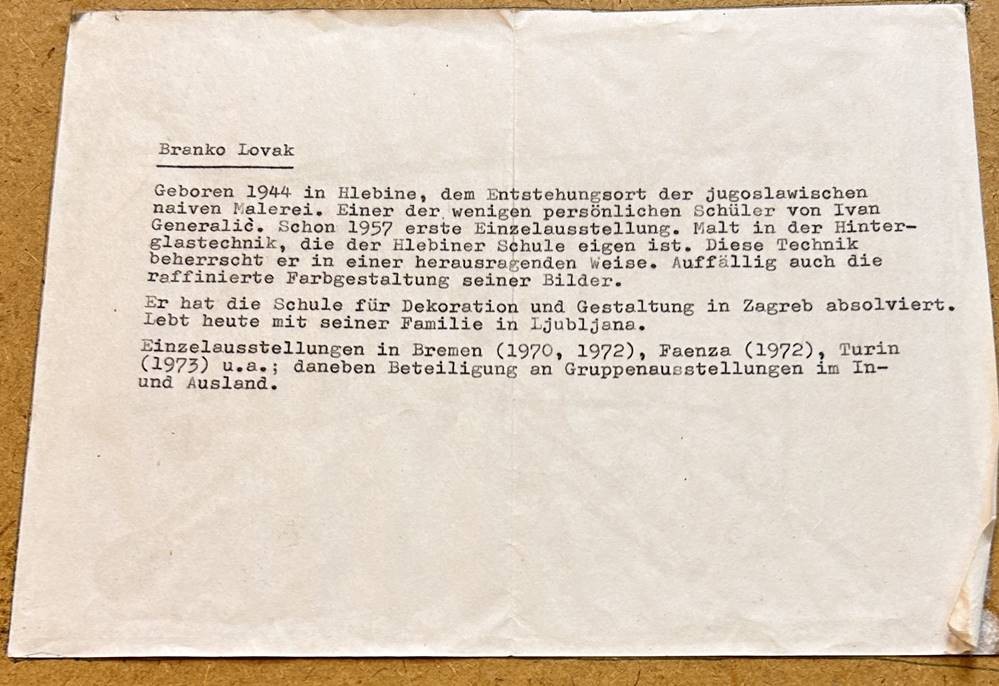 Branko Lovak
Geboren 1944 in Hlebine, dem Entstehungsort der jugoslawischen
naiven Malerei. Einer der wenigen persönlichen Schüler von Ivan
Generalić. Schon 1957 erste Einzelausstellung. Malt in der Hinter-
glastechnik, die der Hlebiner Schule eigen ist. Diese Technik
beherrscht er in einer herausragenden Weise. Auffällig auch die
raffinierte Farbgestaltung seiner Bilder.
Er hat die Schule für Dekoration und Gestaltung in Zagreb absolviert.
Lebt heute mit seiner Familie in Ljubljana.
Einzelausstellungen in Bremen (1970, 1972), Faenza (1972), Turin
(1973) u.a.; daneben Beteiligung an Gruppenausstellungen im In-
und Ausland.